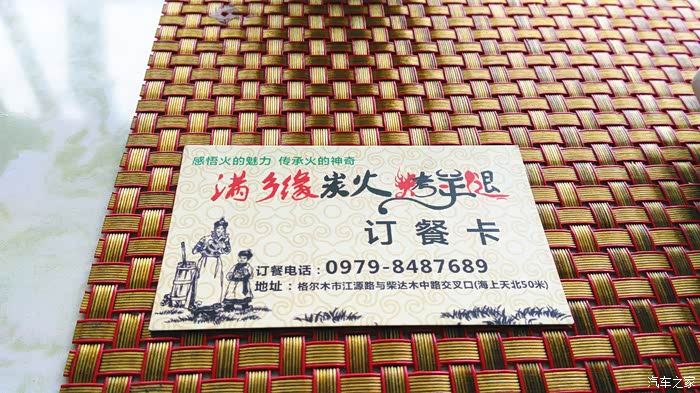 感悟火的魅力 传承火的神奇
满乡缘炭火烤羊腿
订餐卡
订餐电话：0979-8487689
地址：格尔木市江源路与柴达木中路交叉口(海上天北50米)
汽车之家